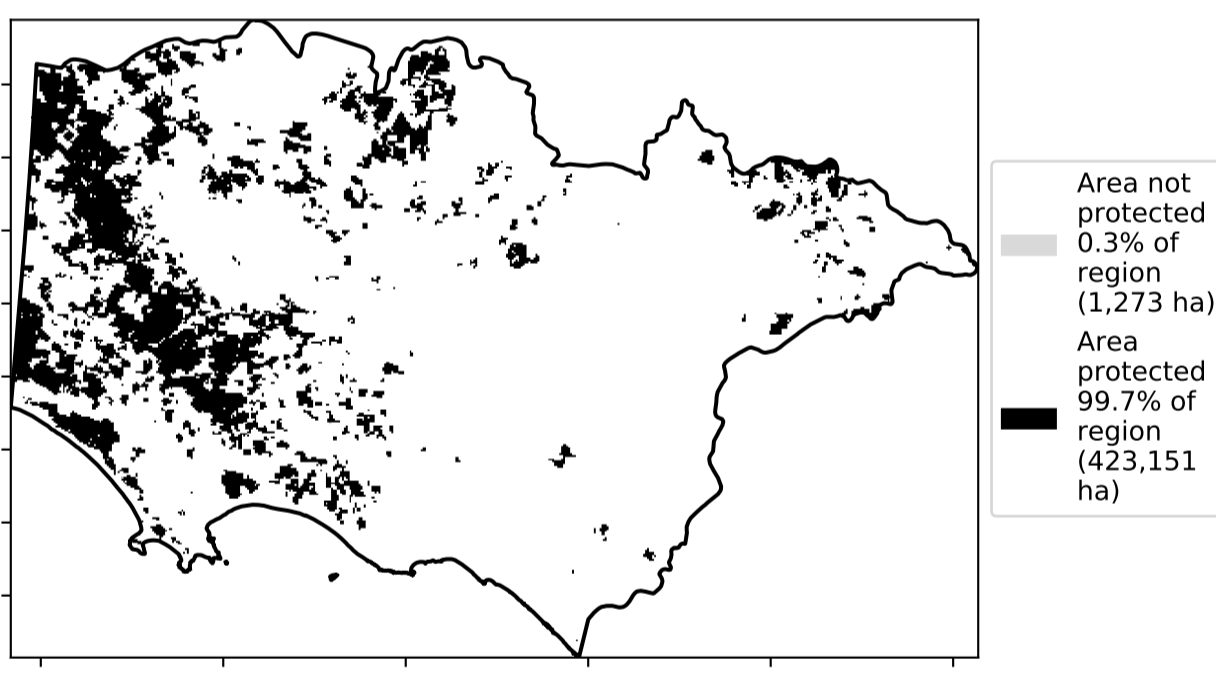 Area not
protected
0.3% of
region
(1,273 ha)
Area
protected
99.7% of
region
(423,151
ha)